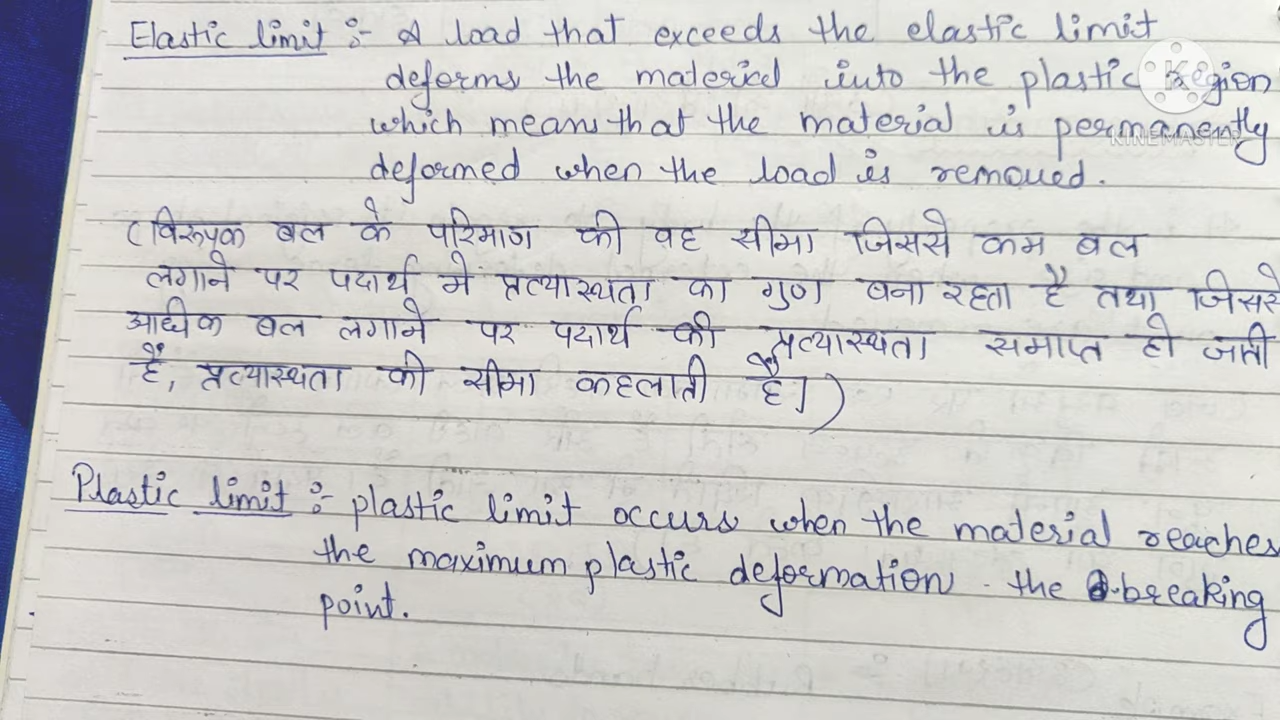 Elastic limit :- A load that exceeds the elastic limit
deforms the material into the plastic region
which means that the material is permanently
KINEMASTER
deformed when the load is removed.
(विरूपक बल के परिमाण की वह सीमा जिससे कम बल
लगाने पर पदार्थ में प्रत्यास्थता का गुण बना रहता है तथा जिससे
अधिक बल लगाने पर पदार्थ की प्रत्यास्थता समाप्त हो जाती
है, प्रत्यास्थता की सीमा कहलाती है।)
Plastic limit :- plastic limit occurs when the material reaches
the maximum plastic deformation - the breaking
point.